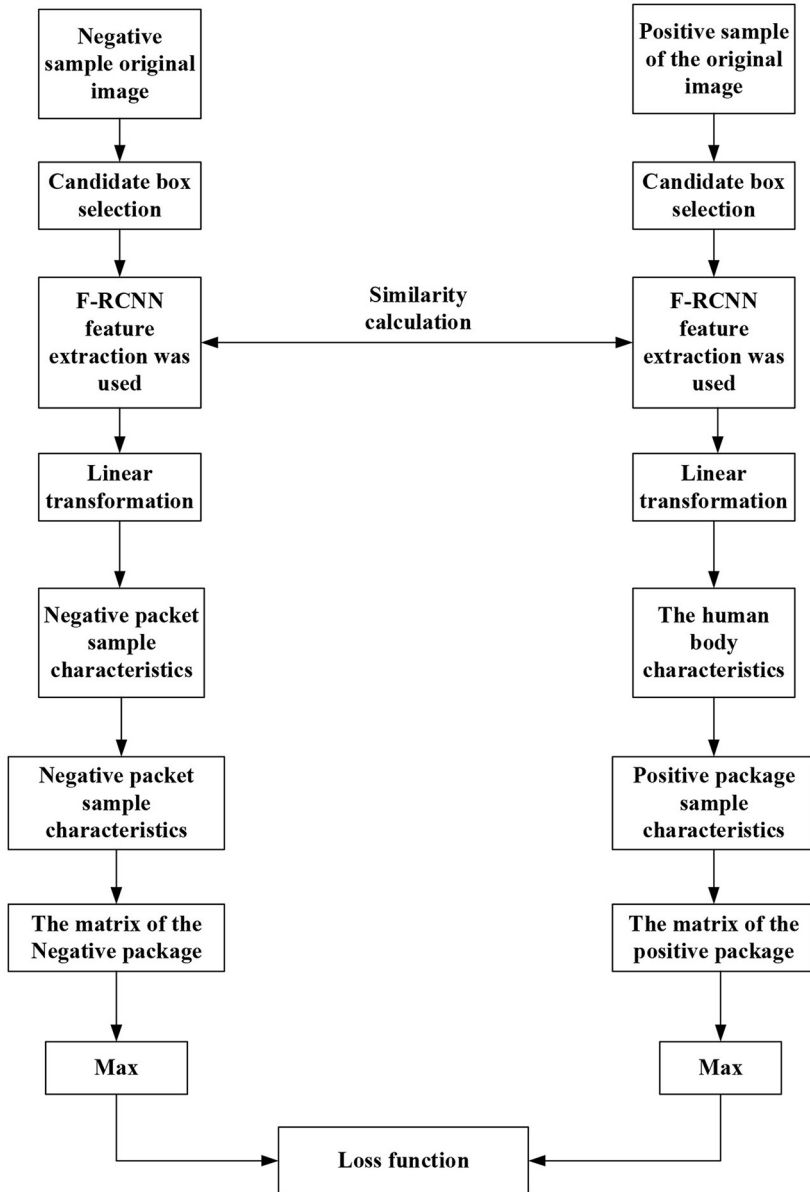 Negative
sample original
image
Positive sample
of the original
image
Candidate box
selection
Candidate box
selection
F-RCNN
feature
extraction was
used
Similarity
calculation
F-RCNN
feature
extraction was
used
Linear
transformation
Linear
transformation
Negative packet
sample
characteristics
The human
body
characteristics
Negative packet
sample
characteristics
Positive package
sample
characteristics
The matrix of the
Negative package
The matrix of the
positive package
Max
Max
Loss function